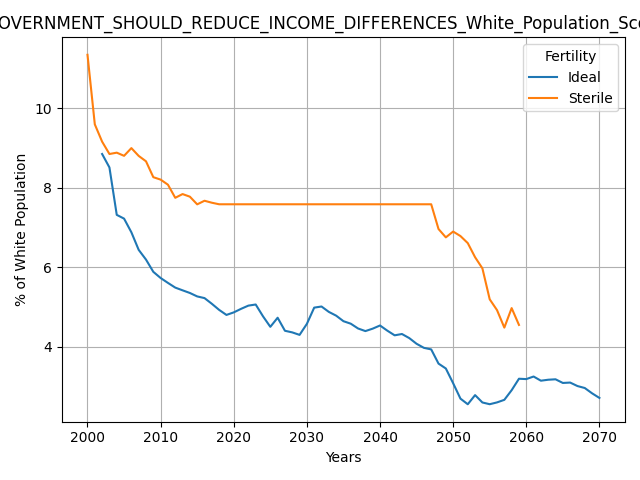 OVERNMENT_SHOULD_REDUCE_INCOME_DIFFERENCES_White_Population_Sco
Fertility
Ideal
Sterile
% of White Population
10
8
6
4
2000 2010 2020 2030 2040 2050 2060 2070
Years